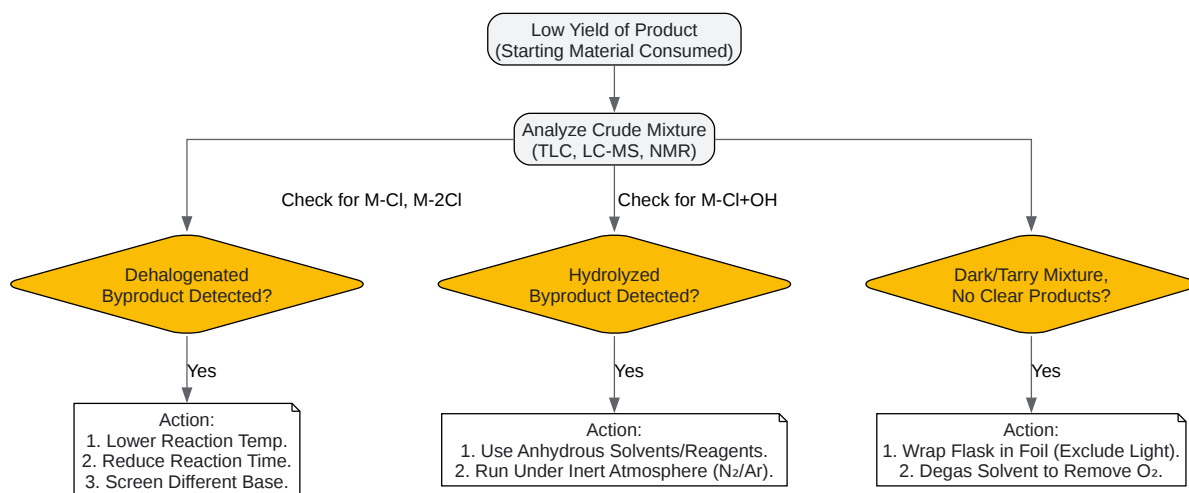 Low Yield of Product
(Starting Material Consumed)
Analyze Crude Mixture
(TLC, LC-MS, NMR)
Check for M-Cl, M-2Cl
Check for M-Cl+OH
Dehalogenated
Byproduct Detected?
Hydrolyzed
Byproduct Detected?
Dark/Tarry Mixture,
No Clear Products?
Yes
Yes
Yes
Action:
1. Lower Reaction Temp.
2. Reduce Reaction Time.
3. Screen Different Base.
Action:
1. Use Anhydrous Solvents/Reagents.
2. Run Under Inert Atmosphere (N₂/Ar).
Action:
1. Wrap Flask in Foil (Exclude Light).
2. Degas Solvent to Remove O₂.